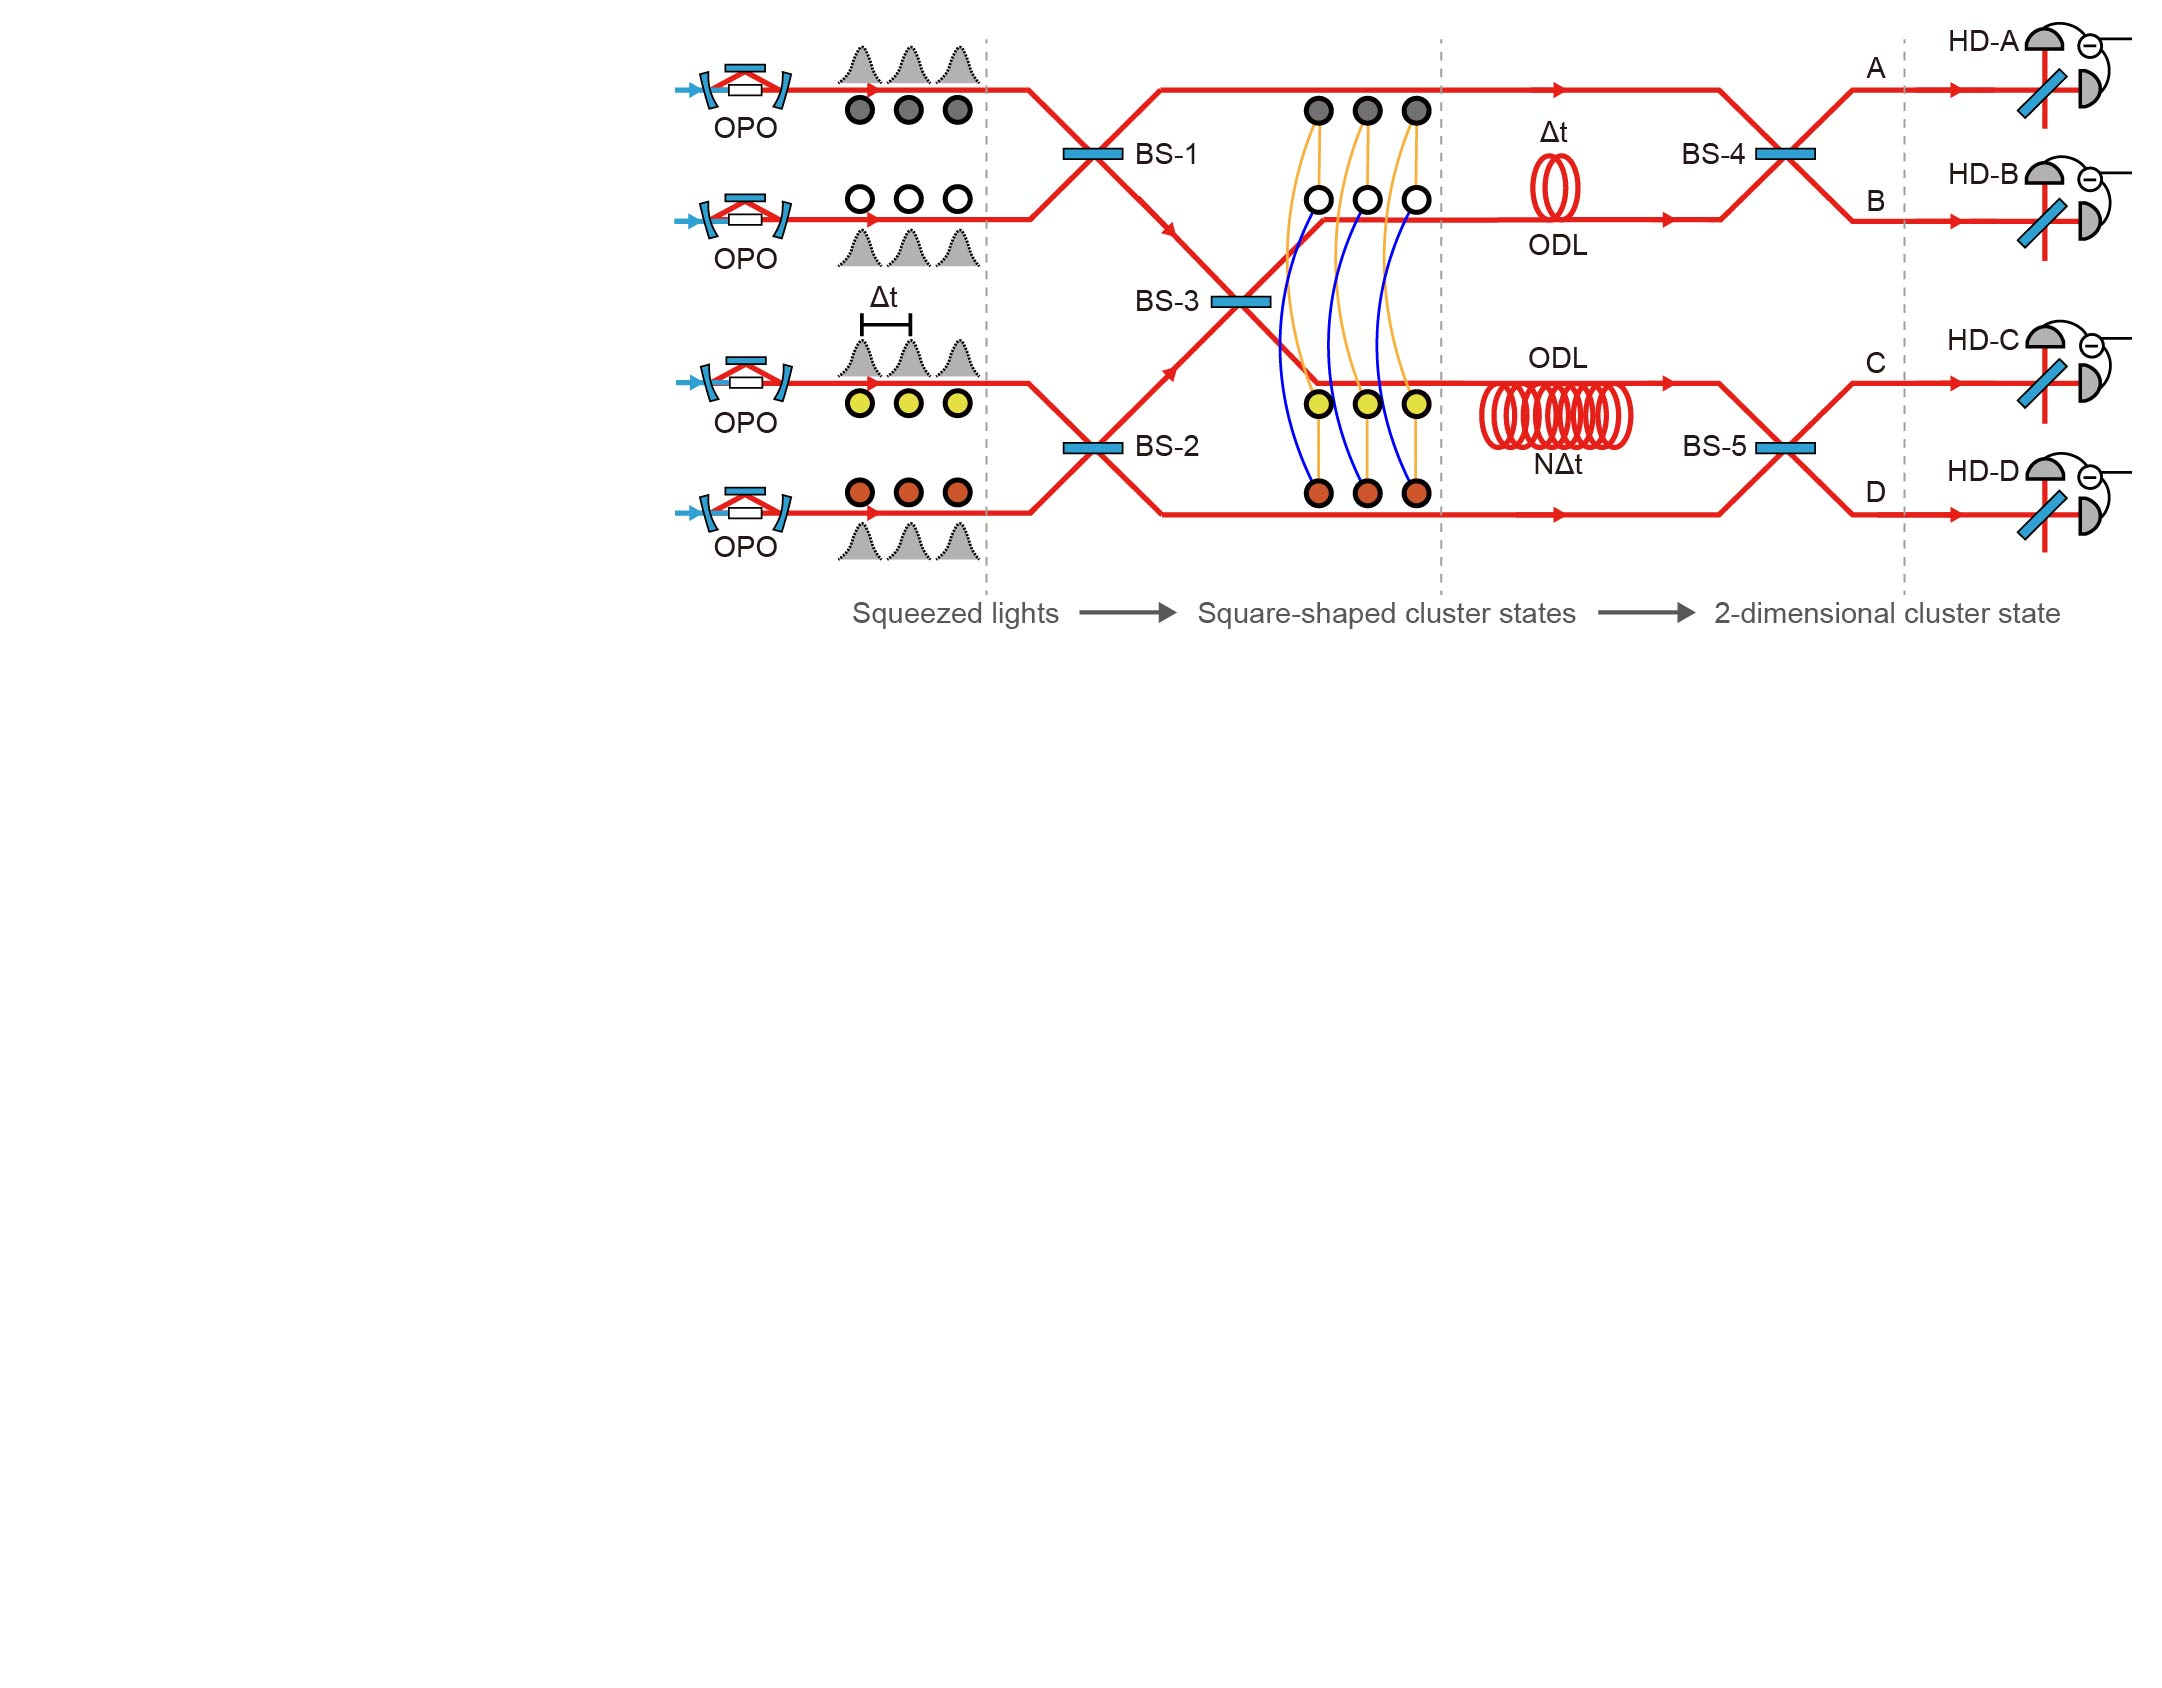 OPO
OPO
OPO
OPO
Δt
BS-1
BS-2
BS-3
Δt
ODL
ODL
NΔt
BS-4
BS-5
A
B
C
D
HD-A
HD-B
HD-C
HD-D
Squeezed lights
Square-shaped cluster states
2-dimensional cluster state